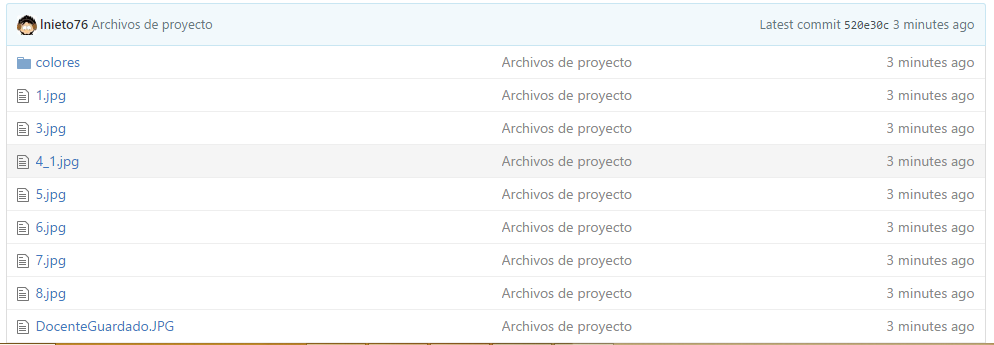 lnieto76 Archivos de proyecto Latest commit 520e30c 3 minutes ago
colores Archivos de proyecto 3 minutes ago
1.jpg Archivos de proyecto 3 minutes ago
3.jpg Archivos de proyecto 3 minutes ago
4_1.jpg Archivos de proyecto 3 minutes ago
5.jpg Archivos de proyecto 3 minutes ago
6.jpg Archivos de proyecto 3 minutes ago
7.jpg Archivos de proyecto 3 minutes ago
8.jpg Archivos de proyecto 3 minutes ago
DocenteGuardado.JPG Archivos de proyecto 3 minutes ago